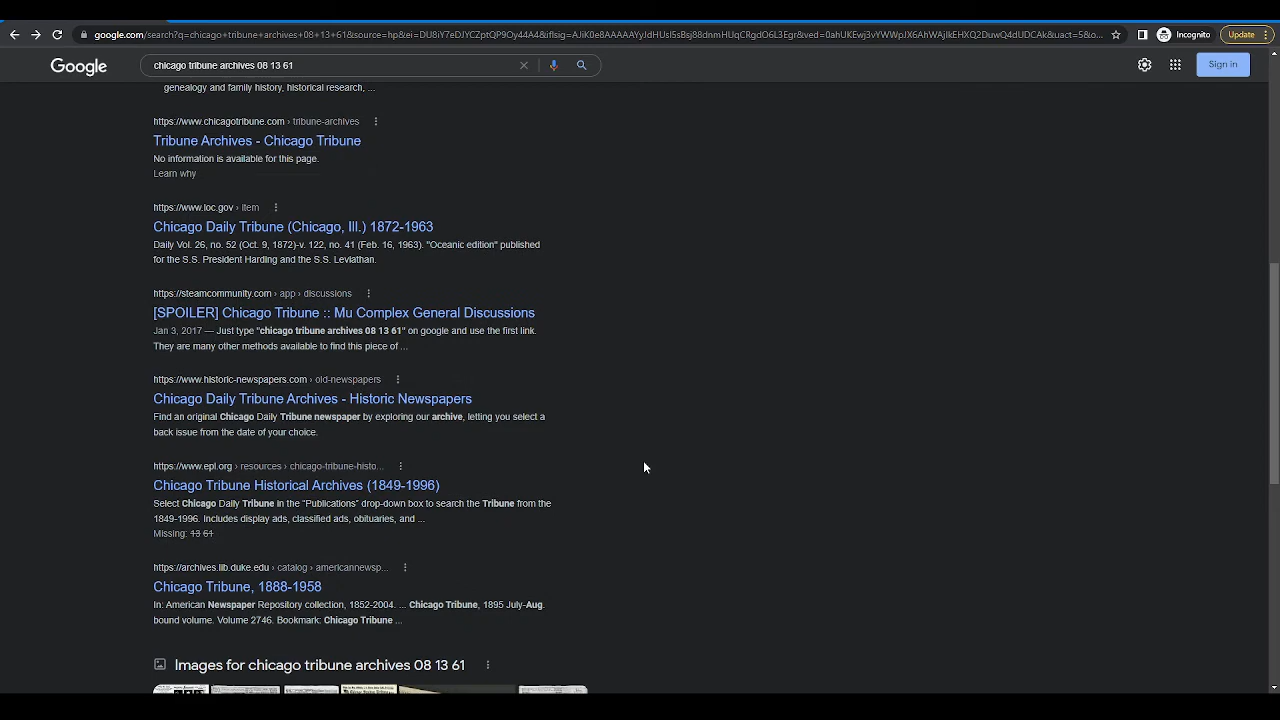 google.com/search?q=chicago+tribune+archives+08+13+61&source=hp&ei=DU8iY7eDJYCZptQP9Oy44A4&iflsig=AJiK0e8AAAAAYyJdHUsI5sBsj88dnmHUqCRgdO6L3Egr&ved=0ahUKEwj3vYWWpJX6AhWAjIkEHXQ2DuwQ4dUDCAk&uact=5&o...
Incognito
Update
Google
chicago tribune archives 08 13 61
Sign in
genealogy and family history, historical research, ...
https://www.chicagotribune.com › tribune-archives
Tribune Archives - Chicago Tribune
No information is available for this page.
Learn why
https://www.loc.gov › item
Chicago Daily Tribune (Chicago, Ill.) 1872-1963
Daily Vol. 26, no. 52 (Oct. 9, 1872)-v. 122, no. 41 (Feb. 16, 1963). "Oceanic edition" published
for the S.S. President Harding and the S.S. Leviathan.
https://steamcommunity.com › app › discussions
[SPOILER] Chicago Tribune :: Mu Complex General Discussions
Jan 3, 2017 — Just type "chicago tribune archives 08 13 61" on google and use the first link.
They are many other methods available to find this piece of ...
https://www.historic-newspapers.com › old-newspapers
Chicago Daily Tribune Archives - Historic Newspapers
Find an original Chicago Daily Tribune newspaper by exploring our archive, letting you select a
back issue from the date of your choice.
https://www.epl.org › resources › chicago-tribune-histo...
Chicago Tribune Historical Archives (1849-1996)
Select Chicago Daily Tribune in the "Publications" drop-down box to search the Tribune from the
1849-1996. Includes display ads, classified ads, obituaries, and ...
Missing: 13 61
https://archives.lib.duke.edu › catalog › americannewsp...
Chicago Tribune, 1888-1958
In: American Newspaper Repository collection, 1852-2004. ... Chicago Tribune, 1895 July-Aug.
bound volume. Volume 2746. Bookmark: Chicago Tribune ...
Images for chicago tribune archives 08 13 61